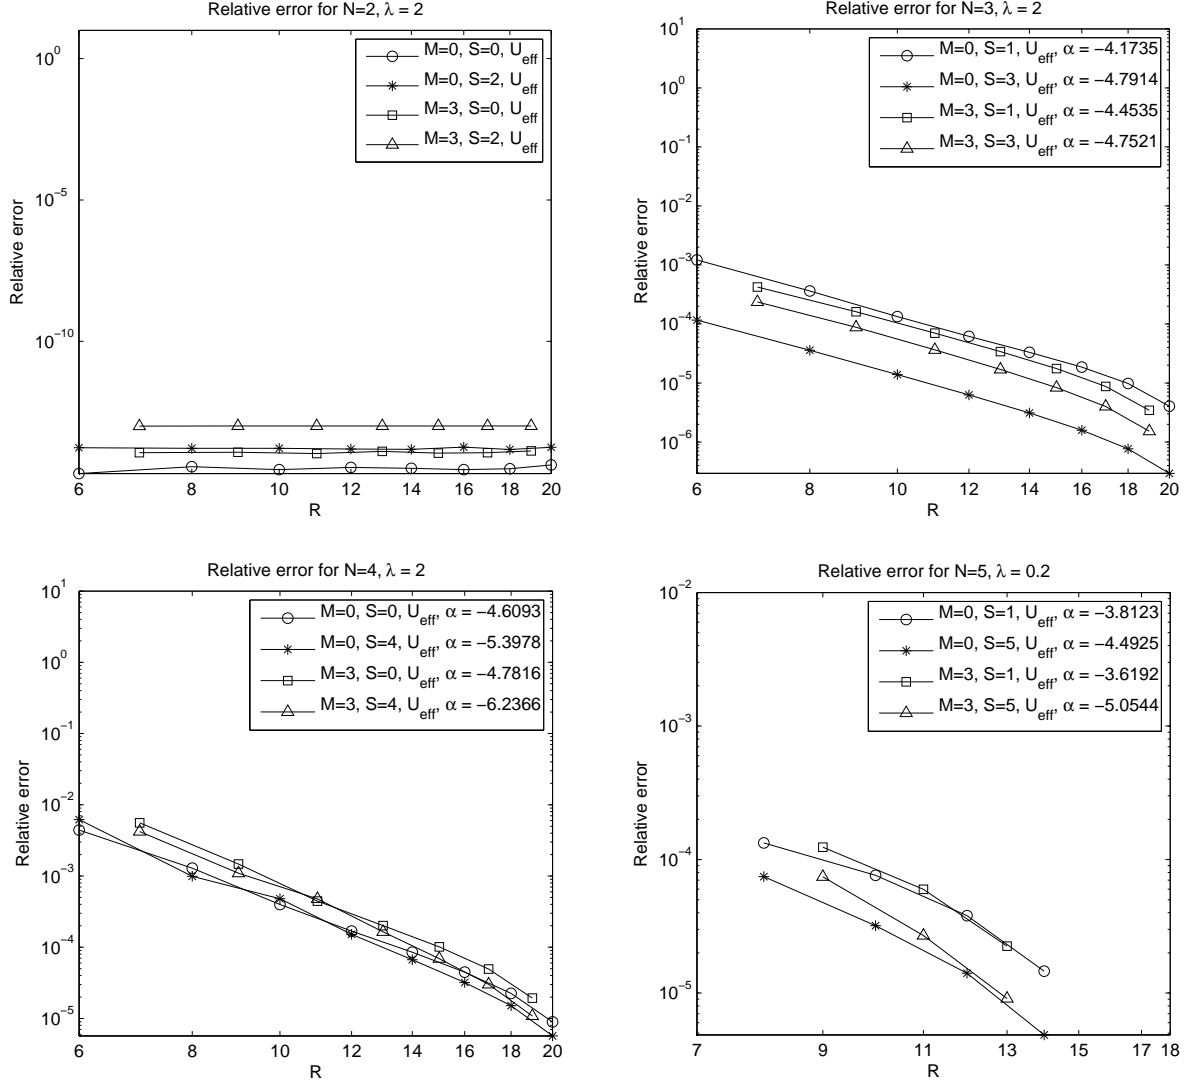 Relative error for N=2, λ = 2
Relative error
10^0
10^-5
10^-10
M=0, S=0, U_eff
M=0, S=2, U_eff
M=3, S=0, U_eff
M=3, S=2, U_eff
6 8 10 12 14 16 18 20
R
Relative error for N=3, λ = 2
Relative error
10^1
10^0
10^-1
10^-2
10^-3
10^-4
10^-5
10^-6
M=0, S=1, U_eff, α = −4.1735
M=0, S=3, U_eff, α = −4.7914
M=3, S=1, U_eff, α = −4.4535
M=3, S=3, U_eff, α = −4.7521
6 8 10 12 14 16 18 20
R
Relative error for N=4, λ = 2
Relative error
10^1
10^0
10^-1
10^-2
10^-3
10^-4
10^-5
M=0, S=0, U_eff, α = −4.6093
M=0, S=4, U_eff, α = −5.3978
M=3, S=0, U_eff, α = −4.7816
M=3, S=4, U_eff, α = −6.2366
6 8 10 12 14 16 18 20
R
Relative error for N=5, λ = 0.2
Relative error
10^-2
10^-3
10^-4
10^-5
M=0, S=1, U_eff, α = −3.8123
M=0, S=5, U_eff, α = −4.4925
M=3, S=1, U_eff, α = −3.6192
M=3, S=5, U_eff, α = −5.0544
7 9 11 13 15 17 18
R